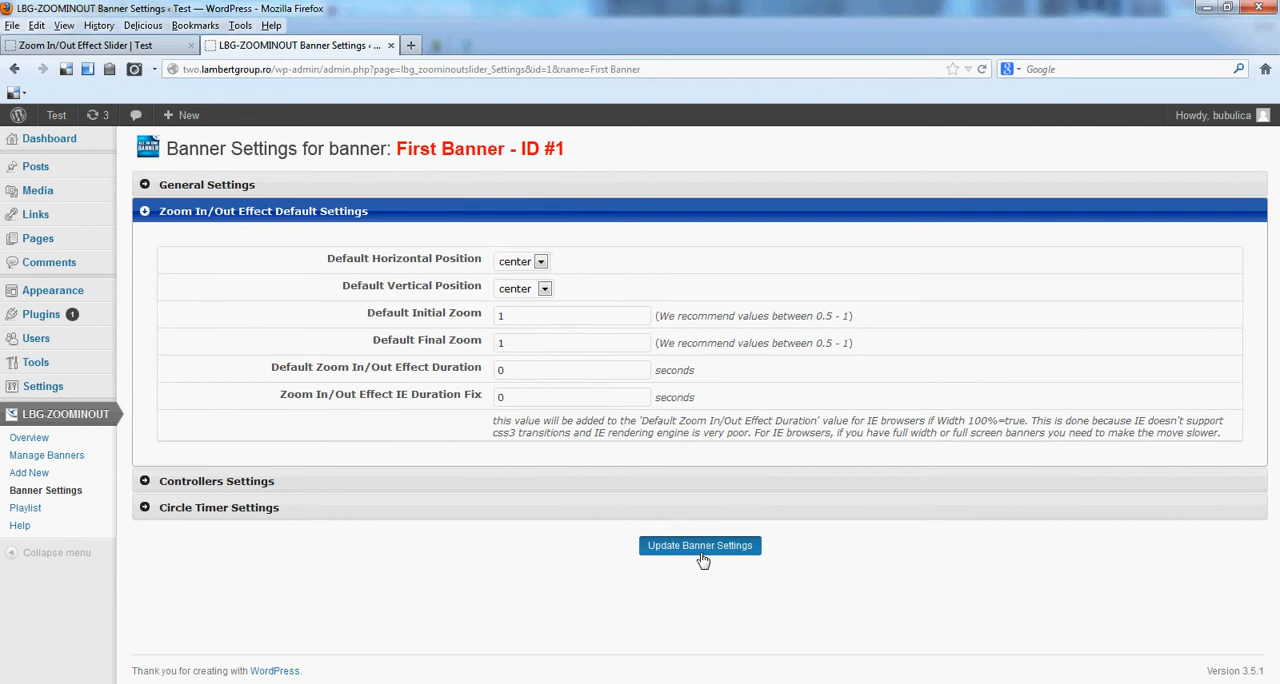 LBG-ZOOMINOUT Banner Settings ‹ Test — WordPress - Mozilla Firefox
File Edit View History Delicious Bookmarks Tools Help
Zoom In/Out Effect Slider | Test
LBG-ZOOMINOUT Banner Settings ‹ ...
two.lambertgroup.ro/wp-admin/admin.php?page=lbg_zoominoutslider_Settings&id=1&name=First Banner
Google
Test 3 + New
Howdy, bubulica
Dashboard
Posts
Media
Links
Pages
Comments
Appearance
Plugins 1
Users
Tools
Settings
LBG-ZOOMINOUT
Overview
Manage Banners
Add New
Banner Settings
Playlist
Help
Collapse menu
Banner Settings for banner: First Banner - ID #1
General Settings
Zoom In/Out Effect Default Settings
Default Horizontal Position center
Default Vertical Position center
Default Initial Zoom 1 (We recommend values between 0.5 - 1)
Default Final Zoom 1 (We recommend values between 0.5 - 1)
Default Zoom In/Out Effect Duration 0 seconds
Zoom In/Out Effect IE Duration Fix 0 seconds
this value will be added to the 'Default Zoom In/Out Effect Duration' value for IE browsers if Width 100%=true. This is done because IE doesn't support
css3 transitions and IE rendering engine is very poor. For IE browsers, if you have full width or full screen banners you need to make the move slower.
Controllers Settings
Circle Timer Settings
Update Banner Settings
Thank you for creating with WordPress.
Version 3.5.1